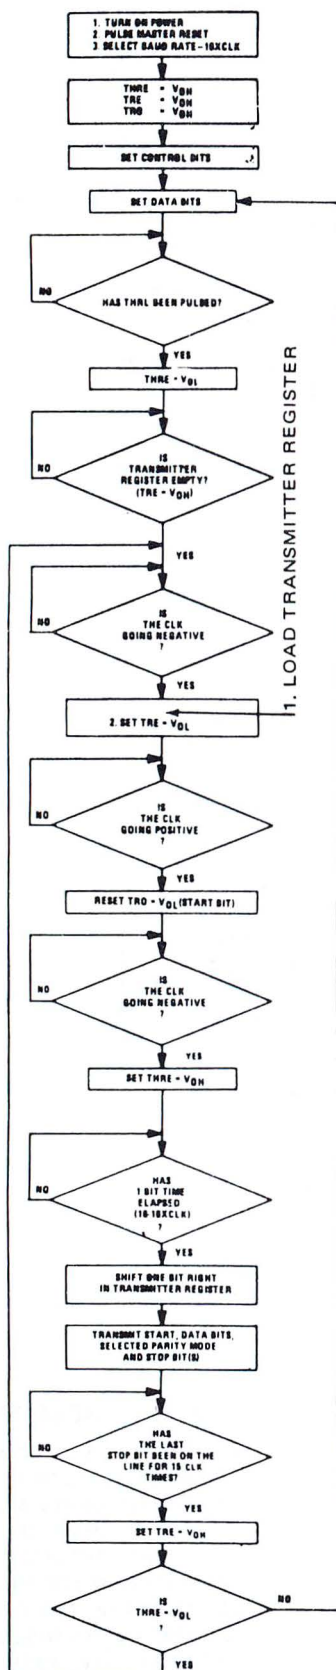 1. TURN ON POWER
2. PULSE MASTER RESET
3. SELECT BAUD RATE - 16XCLK
THRE = VOH
TRE = VOH
TRO = VOH
SET CONTROL BITS
SET DATA BITS
NO
HAS THRL BEEN PULSED?
YES
THRE = VOL
NO
IS
TRANSMITTER
REGISTER EMPTY?
(TRE = VOH)
YES
NO
IS
THE CLK
GOING NEGATIVE
?
YES
1. LOAD TRANSMITTER REGISTER
2. SET TRE = VOL
NO
IS
THE CLK
GOING POSITIVE
?
YES
RESET TRO = VOL (START BIT)
NO
IS
THE CLK
GOING NEGATIVE
?
YES
SET THRE = VOH
NO
HAS
1 BIT TIME
ELAPSED
(16-16XCLK)
?
YES
SHIFT ONE BIT RIGHT
IN TRANSMITTER REGISTER
TRANSMIT START, DATA BITS,
SELECTED PARITY MODE
AND STOP BIT(S)
NO
HAS
THE LAST
STOP BIT BEEN ON THE
LINE FOR 15 CLK
TIMES?
YES
SET TRE = VOH
IS
THRE = VOL
?
NO
YES